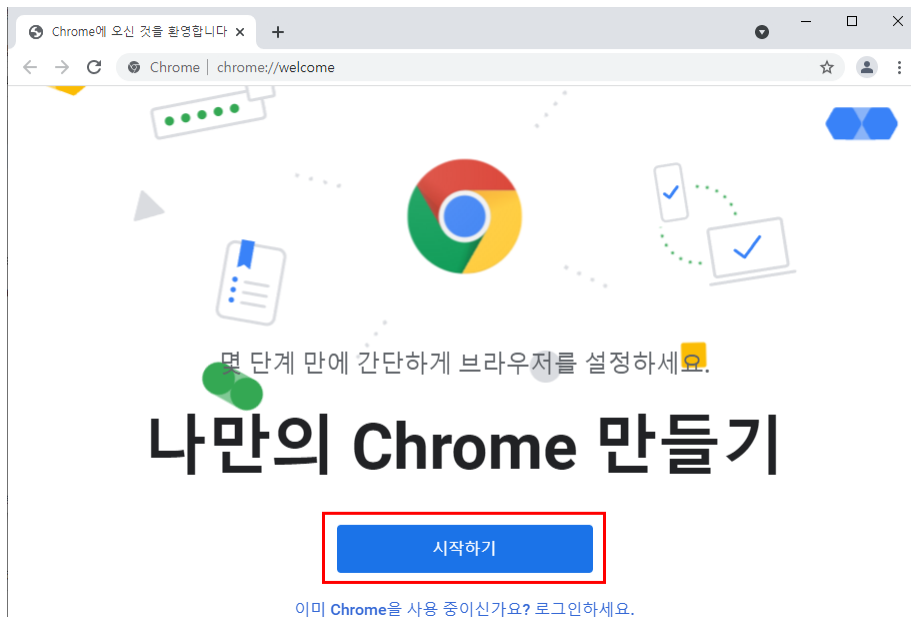 Chrome에 오신 것을 환영합니다
Chrome | chrome://welcome
몇 단계 만에 간단하게 브라우저를 설정하세요.
나만의 Chrome 만들기
시작하기
이미 Chrome을 사용 중이신가요? 로그인하세요.